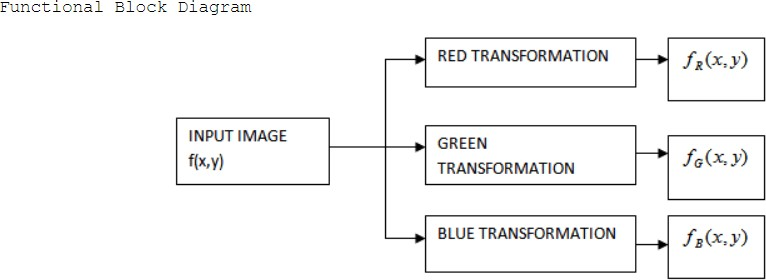 Functional Block Diagram
RED TRANSFORMATION
f_R(x,y)
INPUT IMAGE
f(x,y)
GREEN
TRANSFORMATION
f_G(x,y)
BLUE TRANSFORMATION
f_B(x,y)